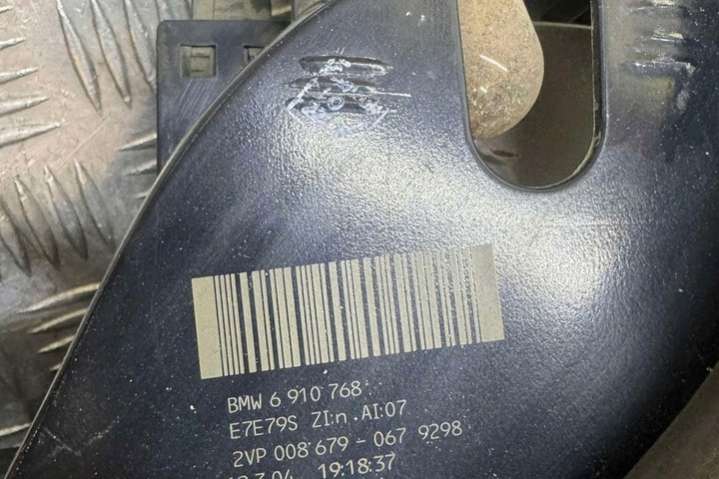 BMW 6 910 768
E7E79S ZI:n.AI:07
2VP 008 679 - 067 9298
19:18:37